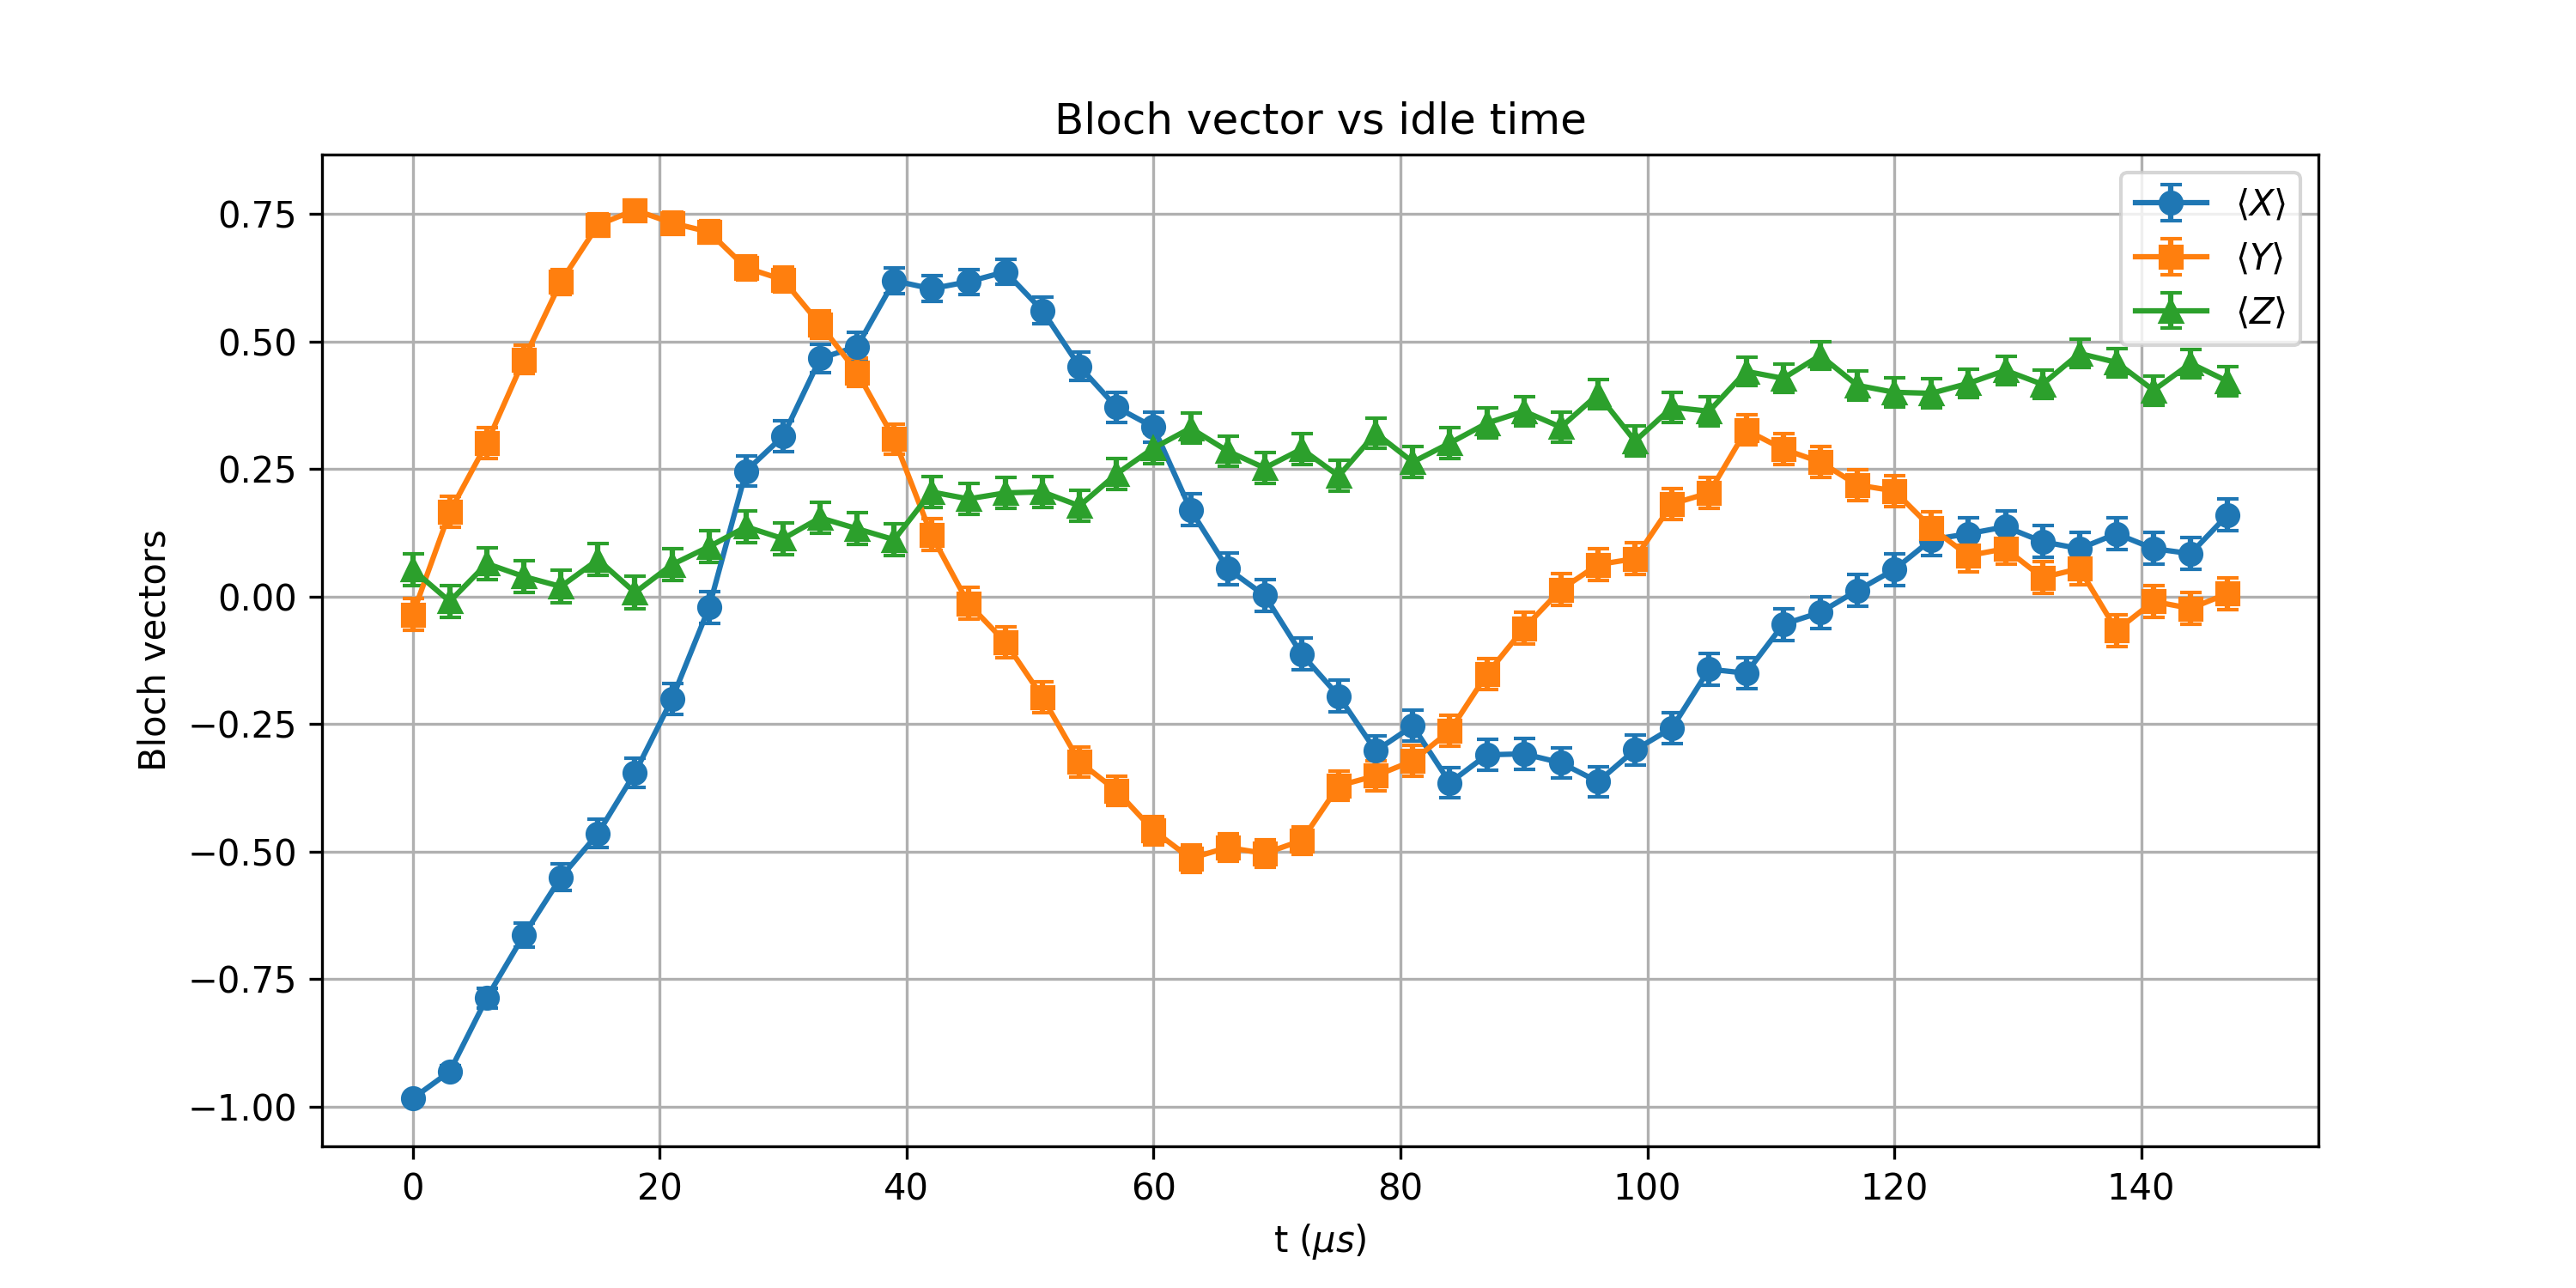 Bloch vector vs idle time
Bloch vectors
0.75
0.50
0.25
0.00
−0.25
−0.50
−0.75
−1.00
⟨X⟩
⟨Y⟩
⟨Z⟩
0 20 40 60 80 100 120 140
t (μs)